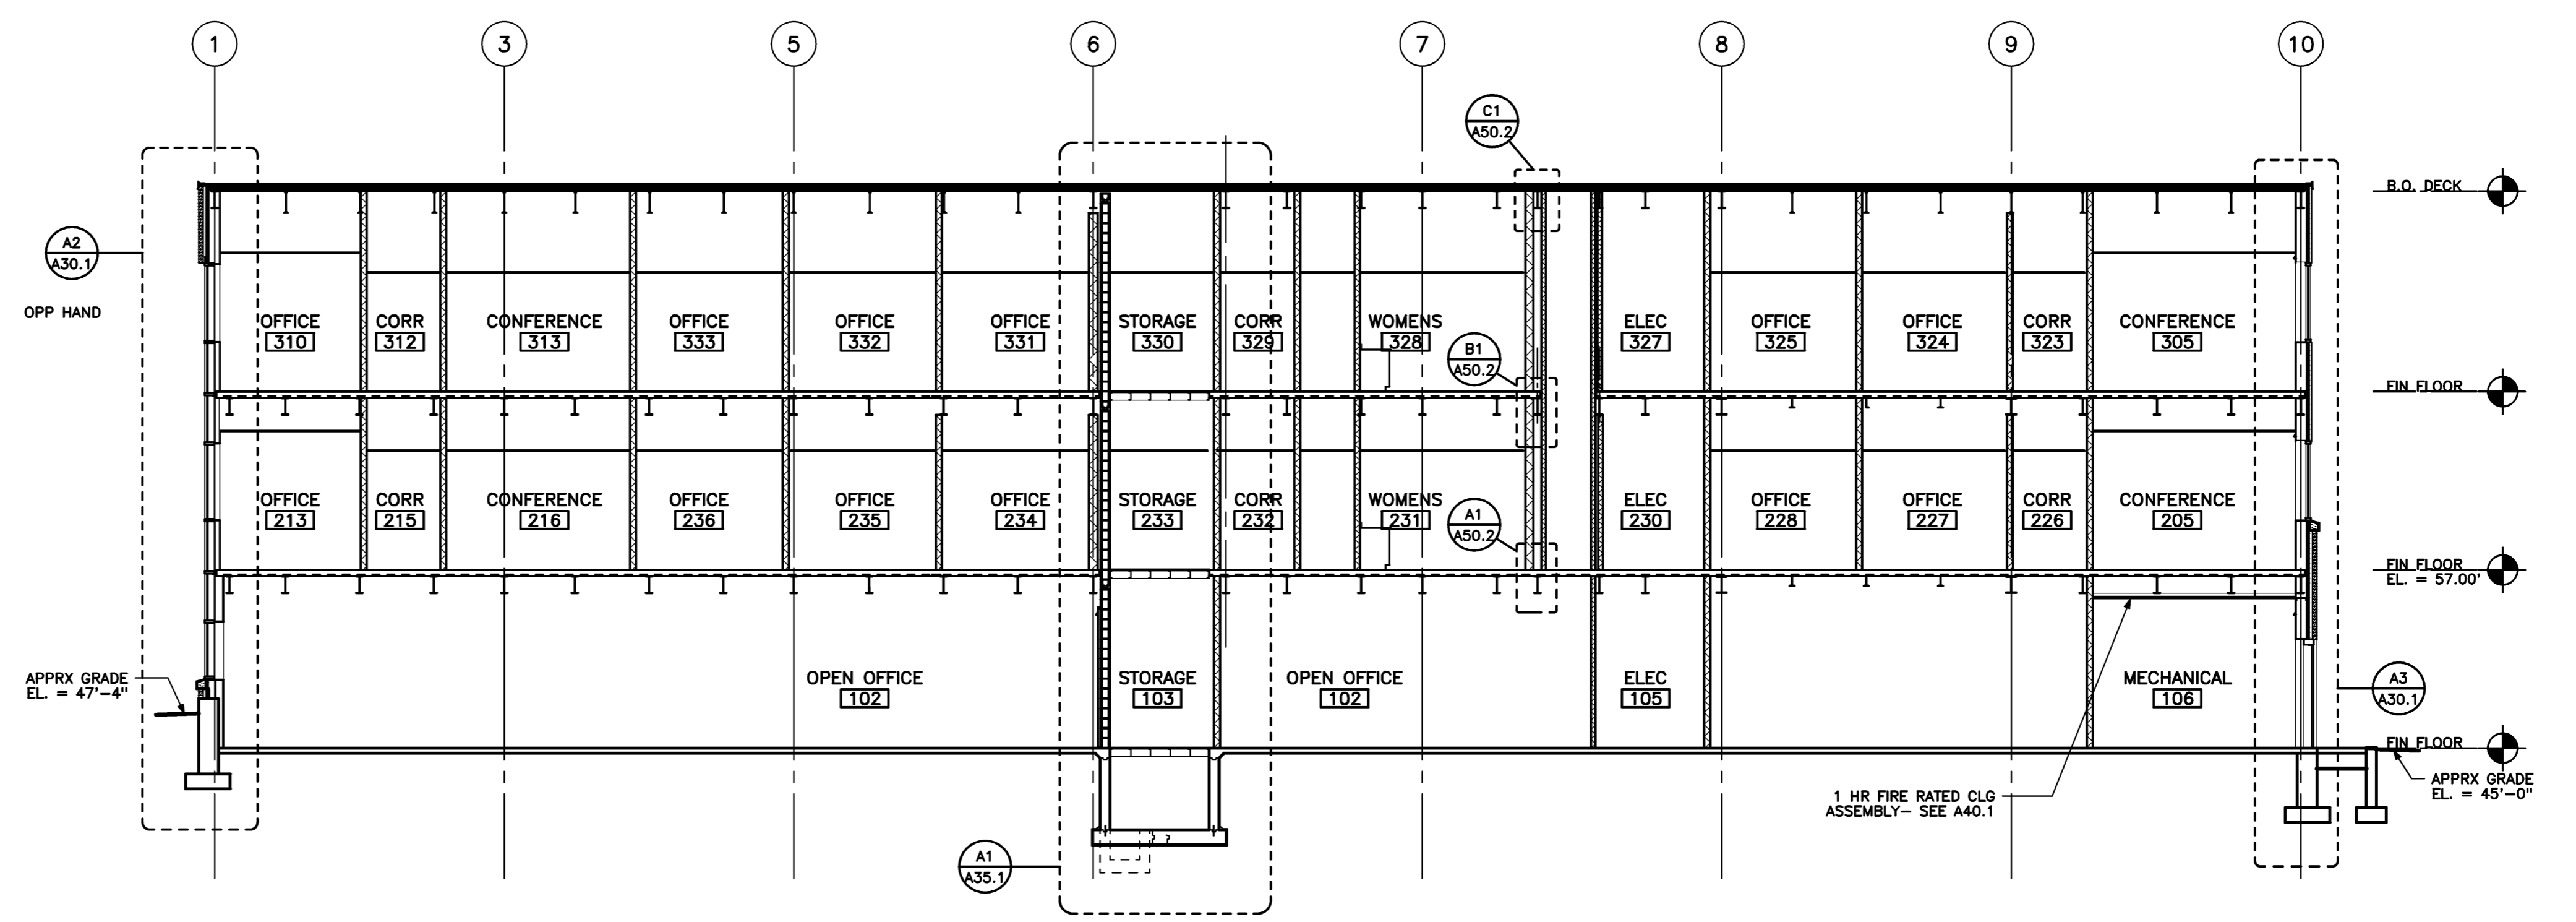 1 3 5 6 7 8 9 10
C1
A50.2
B.O. DECK
A2
A30.1
OPP HAND
OFFICE CORR CONFERENCE OFFICE OFFICE OFFICE STORAGE CORR WOMENS ELEC OFFICE OFFICE CORR CONFERENCE
310 312 313 333 332 331 330 329 328 327 325 324 323 305
B1
A50.2
FIN FLOOR
OFFICE CORR CONFERENCE OFFICE OFFICE OFFICE STORAGE CORR WOMENS ELEC OFFICE OFFICE CORR CONFERENCE
213 215 216 236 235 234 233 232 231 230 228 227 226 205
A1
A50.2
FIN FLOOR
EL. = 57.00'
APPRX GRADE
EL. = 47'-4"
OPEN OFFICE STORAGE OPEN OFFICE ELEC MECHANICAL
102 103 102 105 106
A3
A30.1
FIN FLOOR
APPRX GRADE
EL. = 45'-0"
1 HR FIRE RATED CLG
ASSEMBLY- SEE A40.1
A1
A35.1